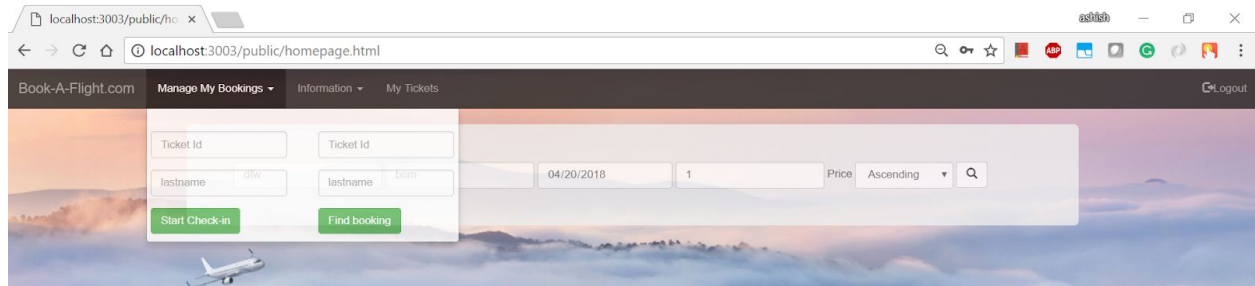 localhost:3003/public/ho
ashish
localhost:3003/public/homepage.html
ABP
G
Book-A-Flight.com Manage My Bookings Information My Tickets Logout
Ticket Id Ticket Id
dfw bom 04/20/2018 1 Price Ascending
lastname lastname
Start Check-in Find booking